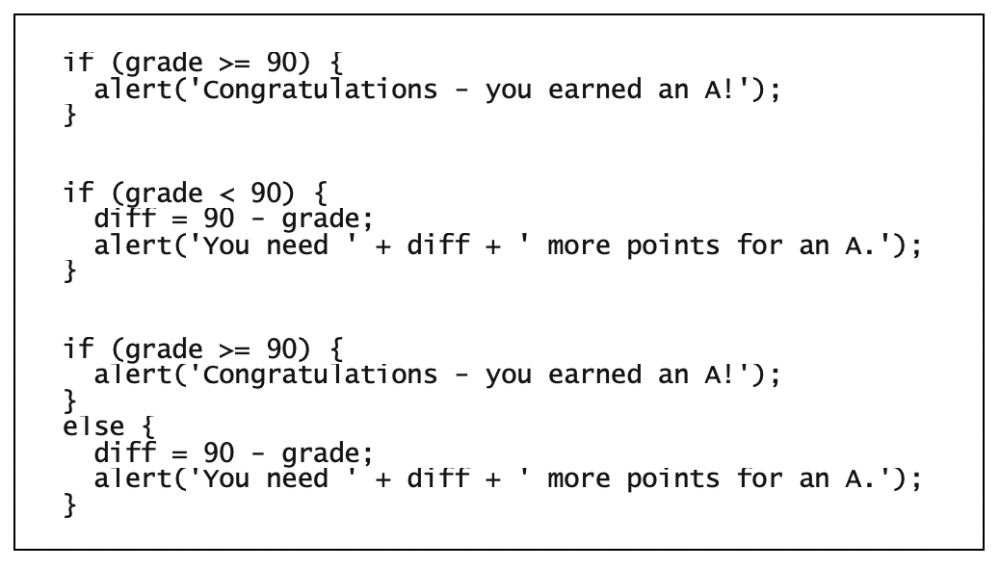 if (grade >= 90) {
  alert('Congratulations - you earned an A!');
}
if (grade < 90) {
  diff = 90 - grade;
  alert('You need ' + diff + ' more points for an A.');
}
if (grade >= 90) {
  alert('Congratulations - you earned an A!');
}
else {
  diff = 90 - grade;
  alert('You need ' + diff + ' more points for an A.');
}